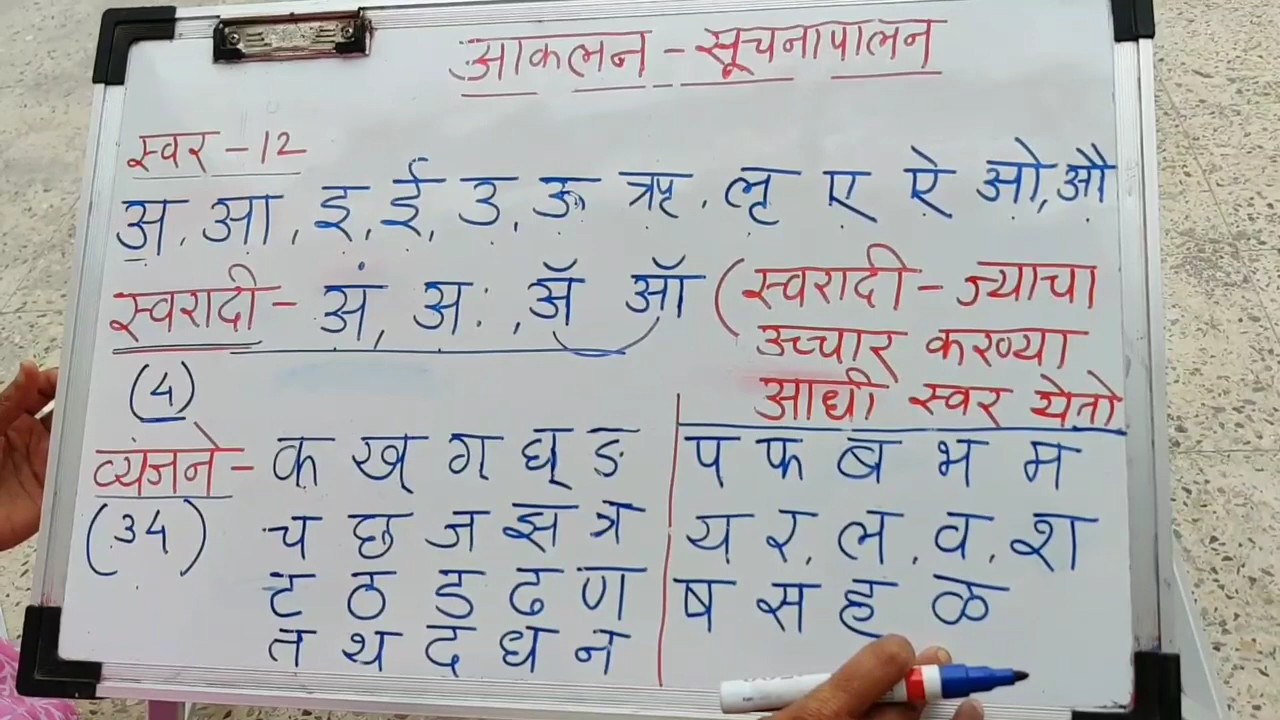 आकलन - सूचनापालन
स्वर - 12
अ, आ, इ, ई, उ, ऊ ऋ, ऌ ए ऐ ओ, औ
स्वरादी - अं, अः, ॲ ऑ (स्वरादी - ज्याचा
उच्चार करण्या
आधी स्वर येतो
(4)
व्यंजने - क ख् ग् घ् ङ
(34) च छ ज झ त्र
ट ठ ड ढ ण
त थ द ध न
प फ ब भ म
य र ल व श
ष स ह ळ